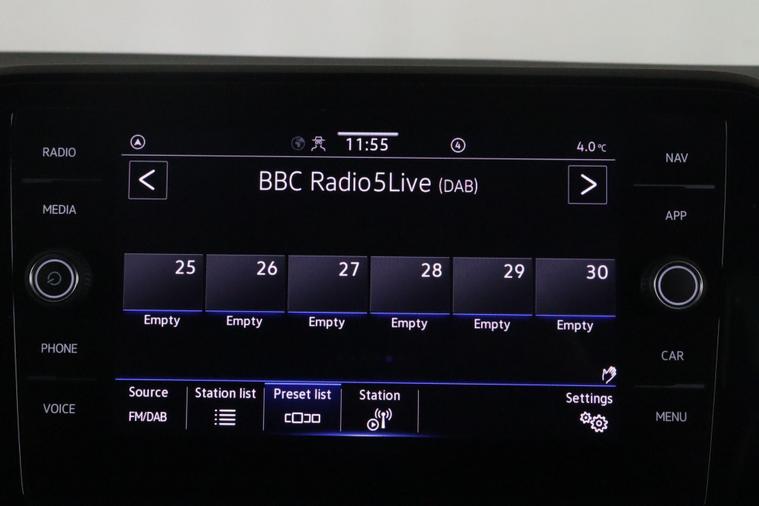 RADIO
MEDIA
PHONE
VOICE
11:55
4
4.0°C
< BBC Radio5Live (DAB) >
25 26 27 28 29 30
Empty Empty Empty Empty Empty Empty
Source Station list Preset list Station Settings
FM/DAB
NAV
APP
CAR
MENU